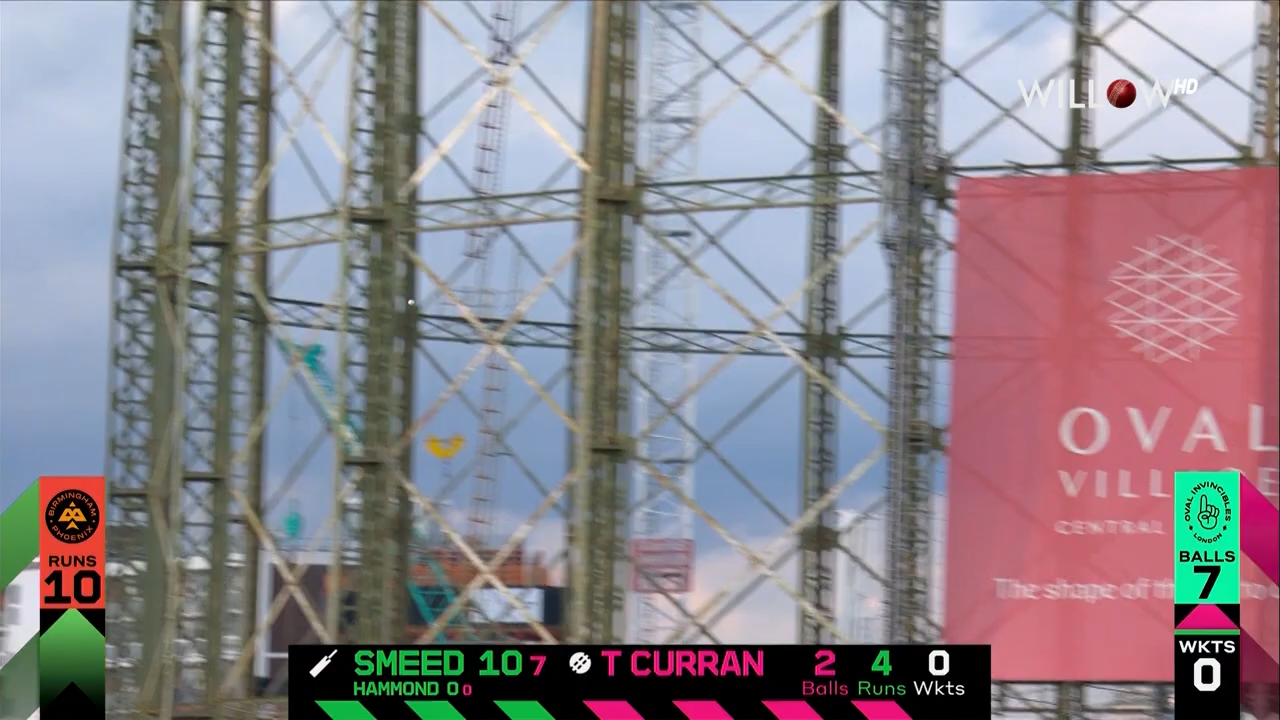 WILLOW HD
OVAL
VILLAGE
CENTRAL
The shape of th
BIRMINGHAM PHOENIX
RUNS
10
OVAL INVINCIBLES
LONDON
BALLS
7
WKTS
0
SMEED 10 7 T CURRAN 2 4 0
HAMMOND 0 0 Balls Runs Wkts